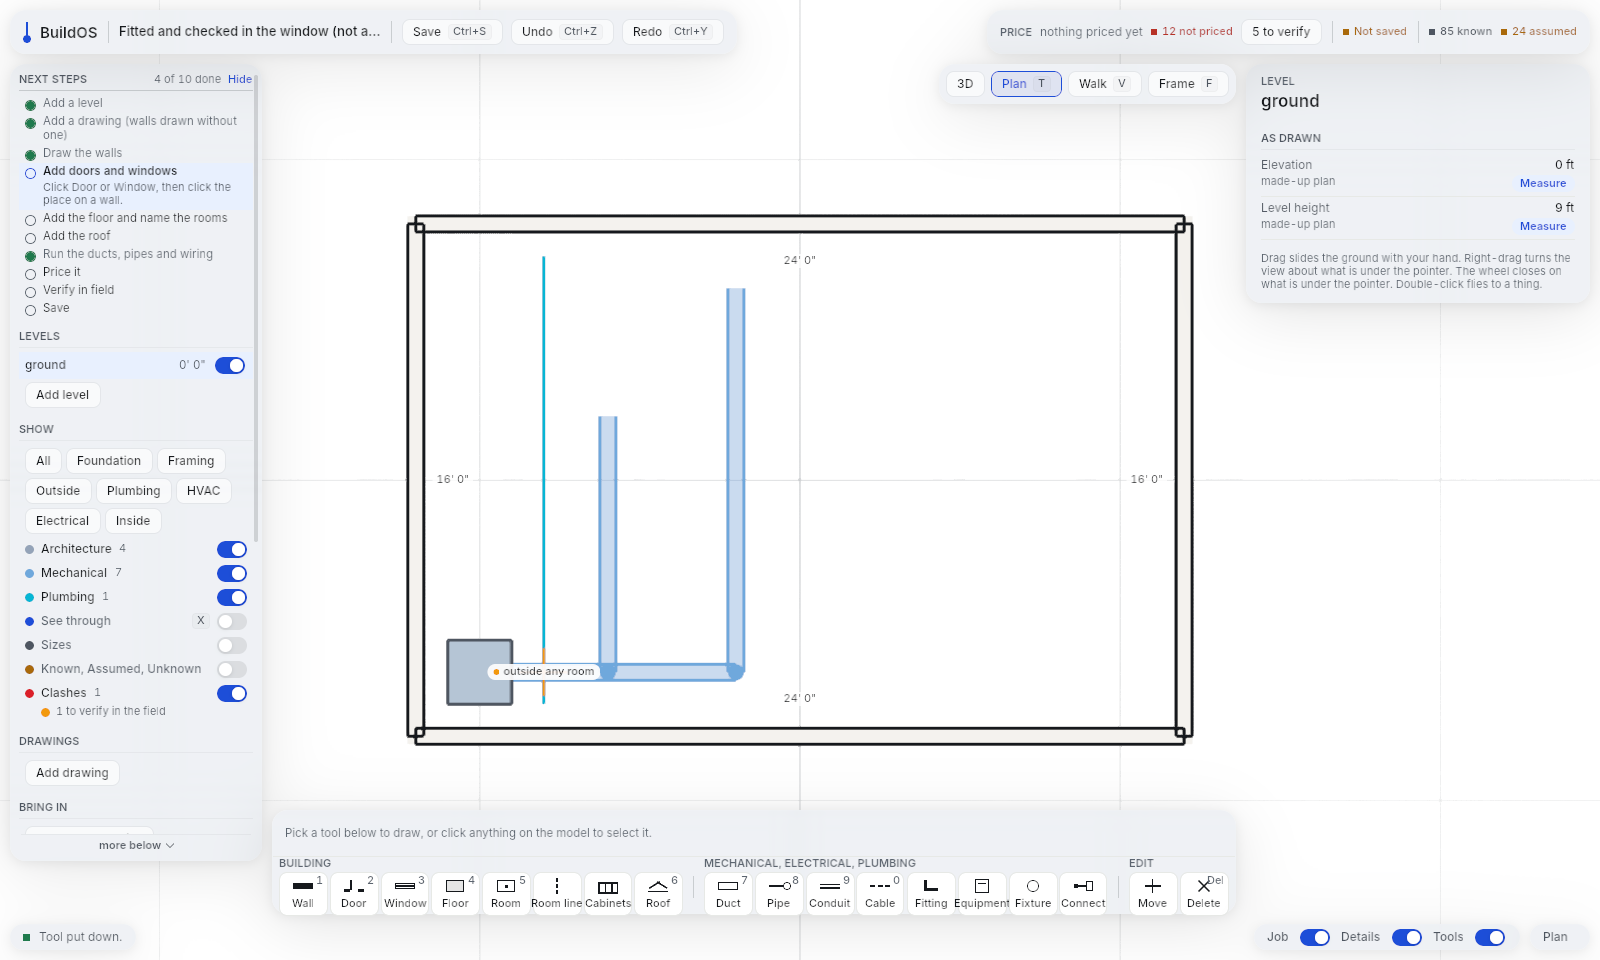 BuildOS
Fitted and checked in the window (not a...
Save Ctrl+S
Undo Ctrl+Z
Redo Ctrl+Y
PRICE nothing priced yet
12 not priced
5 to verify
Not saved
85 known
24 assumed
3D
Plan T
Walk V
Frame F
NEXT STEPS 4 of 10 done Hide
Add a level
Add a drawing (walls drawn without
one)
Draw the walls
Add doors and windows
Click Door or Window, then click the
place on a wall.
Add the floor and name the rooms
Add the roof
Run the ducts, pipes and wiring
Price it
Verify in field
Save
LEVELS
ground 0' 0"
Add level
SHOW
All Foundation Framing
Outside Plumbing HVAC
Electrical Inside
Architecture 4
Mechanical 7
Plumbing 1
See through X
Sizes
Known, Assumed, Unknown
Clashes 1
1 to verify in the field
DRAWINGS
Add drawing
BRING IN
more below
LEVEL
ground
AS DRAWN
Elevation 0 ft
made-up plan Measure
Level height 9 ft
made-up plan Measure
Drag slides the ground with your hand. Right-drag turns the
view about what is under the pointer. The wheel closes on
what is under the pointer. Double-click flies to a thing.
24' 0"
16' 0"
16' 0"
outside any room
24' 0"
Pick a tool below to draw, or click anything on the model to select it.
BUILDING
Wall 1
Door 2
Window 3
Floor 4
Room 5
Room line
Cabinets
Roof 6
MECHANICAL, ELECTRICAL, PLUMBING
Duct 7
Pipe 8
Conduit 9
Cable 0
Fitting
Equipment
Fixture
Connect
EDIT
Move
Delete Del
Tool put down.
Job Details Tools Plan